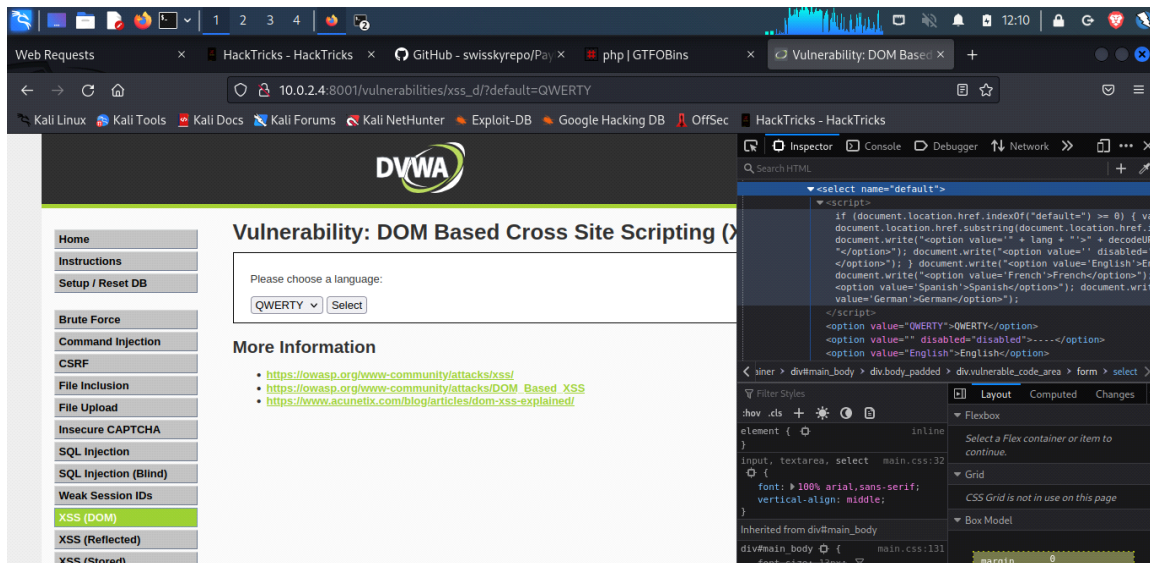 1 2 3 4 12:10
Web Requests HackTricks - HackTricks GitHub - swisskyrepo/Pay php | GTFOBins Vulnerability: DOM Based
10.0.2.4:8001/vulnerabilities/xss_d/?default=QWERTY
Kali Linux Kali Tools Kali Docs Kali Forums Kali NetHunter Exploit-DB Google Hacking DB OffSec HackTricks - HackTricks
DVWA
Home
Instructions
Setup / Reset DB
Brute Force
Command Injection
CSRF
File Inclusion
File Upload
Insecure CAPTCHA
SQL Injection
SQL Injection (Blind)
Weak Session IDs
XSS (DOM)
XSS (Reflected)
XSS (Stored)
Vulnerability: DOM Based Cross Site Scripting (X
Please choose a language:
QWERTY Select
More Information
https://owasp.org/www-community/attacks/xss/
https://owasp.org/www-community/attacks/DOM_Based_XSS
https://www.acunetix.com/blog/articles/dom-xss-explained/
Inspector Console Debugger Network
Search HTML
<select name="default">
<script>
if (document.location.href.indexOf("default=") >= 0) { va
document.location.href.substring(document.location.href.i
document.write("<option value='" + lang + "'>" + decodeUR
"</option>"); document.write("<option value='' disabled='
</option>"); } document.write("<option value='English'>En
document.write("<option value='French'>French</option>");
<option value='Spanish'>Spanish</option>"); document.writ
value='German'>German</option>");
</script>
<option value="QWERTY">QWERTY</option>
<option value="" disabled="disabled">----</option>
<option value="English">English</option>
ainer > div#main_body > div.body_padded > div.vulnerable_code_area > form > select
Filter Styles
:hov .cls +
element { inline
}
input, textarea, select main.css:32
{
font: 100% arial,sans-serif;
vertical-align: middle;
}
Inherited from div#main_body
div#main_body { main.css:131
font-size: 13px;
Layout Computed Changes
Flexbox
Select a Flex container or item to
continue.
Grid
CSS Grid is not in use on this page
Box Model
margin 0